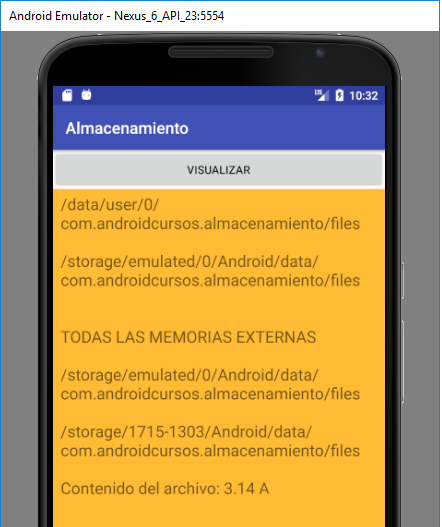 Android Emulator - Nexus_6_API_23:5554
LTE 10:32
Almacenamiento
VISUALIZAR
/data/user/0/
com.androidcursos.almacenamiento/files
/storage/emulated/0/Android/data/
com.androidcursos.almacenamiento/files
TODAS LAS MEMORIAS EXTERNAS
/storage/emulated/0/Android/data/
com.androidcursos.almacenamiento/files
/storage/1715-1303/Android/data/
com.androidcursos.almacenamiento/files
Contenido del archivo: 3.14 A